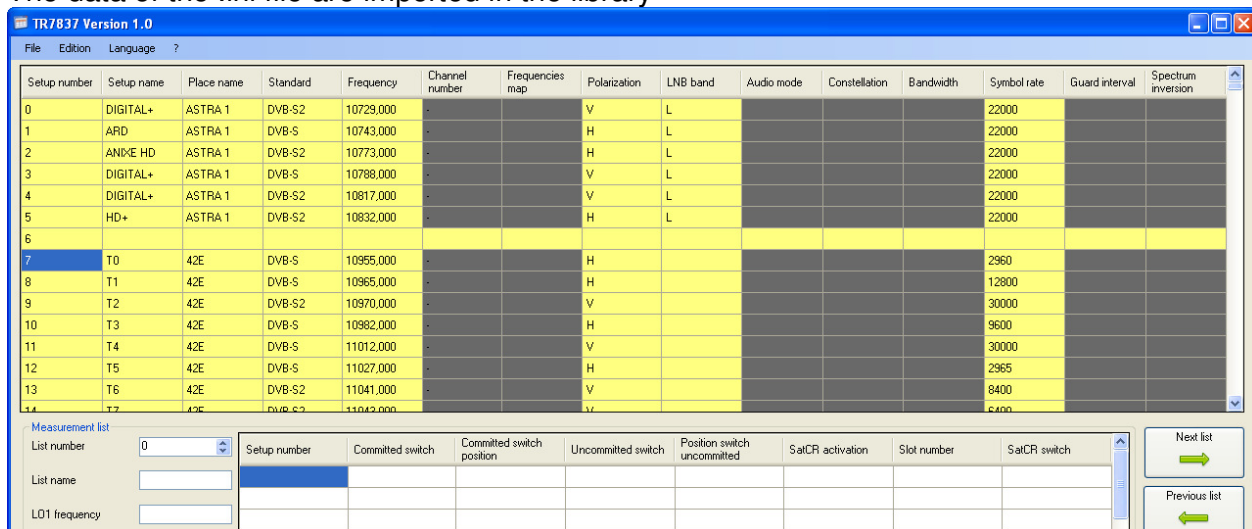 The data of the .ini file are imported in the library
TR7837 Version 1.0
File Edition Language ?
Setup number Setup name Place name Standard Frequency Channel number Frequencies map Polarization LNB band Audio mode Constellation Bandwidth Symbol rate Guard interval Spectrum inversion
0 DIGITAL+ ASTRA 1 DVB-S2 10729,000 - V L 22000
1 ARD ASTRA 1 DVB-S 10743,000 - H L 22000
2 ANIXE HD ASTRA 1 DVB-S2 10773,000 - H L 22000
3 DIGITAL+ ASTRA 1 DVB-S 10788,000 - V L 22000
4 DIGITAL+ ASTRA 1 DVB-S2 10817,000 - V L 22000
5 HD+ ASTRA 1 DVB-S2 10832,000 - H L 22000
6
7 T0 42E DVB-S 10955,000 - H 2960
8 T1 42E DVB-S 10965,000 - H 12800
9 T2 42E DVB-S2 10970,000 - V 30000
10 T3 42E DVB-S 10982,000 - H 9600
11 T4 42E DVB-S 11012,000 - V 30000
12 T5 42E DVB-S 11027,000 - H 2965
13 T6 42E DVB-S2 11041,000 - V 8400
14 T7 42E DVB-S2 11043,000 V 6400
Measurement list
List number 0
List name
LO1 frequency
Setup number Committed switch Committed switch position Uncommitted switch Position switch uncommitted SatCR activation Slot number SatCR switch
Next list
Previous list